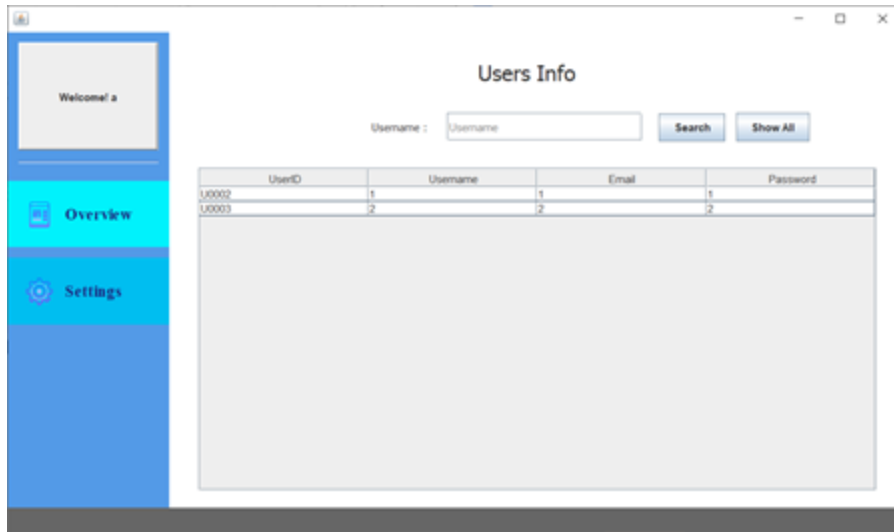 Welcome! a
Overview
Settings
Users Info
Username :
Username
Search
Show All
UserID Username Email Password
U0002 1 1 1
U0003 2 2 2